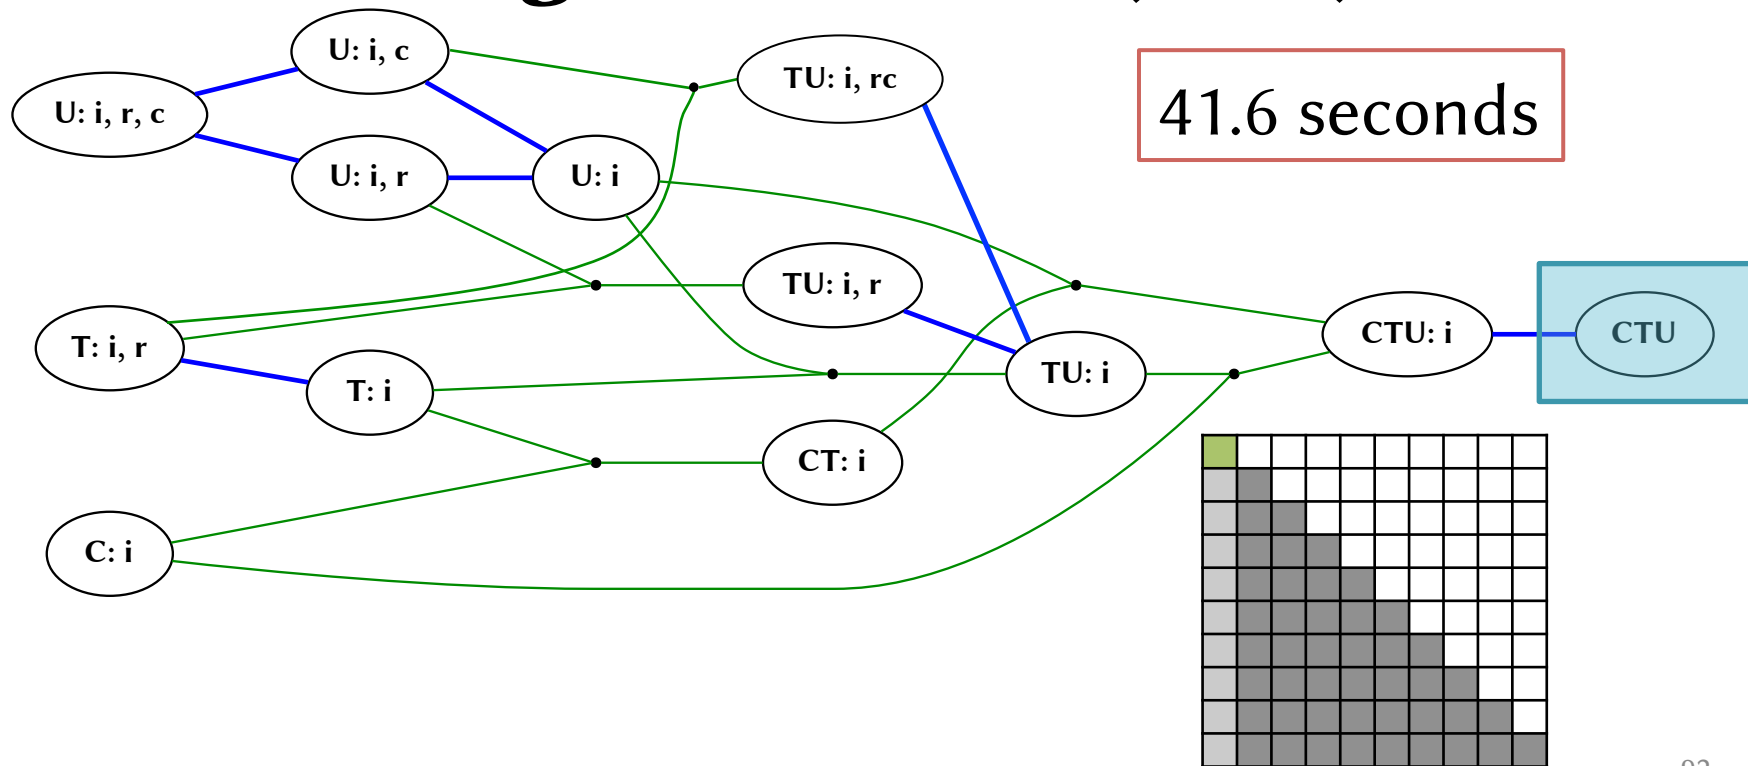 U: i, c
TU: i, rc
41.6 seconds
U: i, r, c
U: i, r
U: i
TU: i, r
T: i, r
CTU: i
CTU
TU: i
T: i
CT: i
C: i